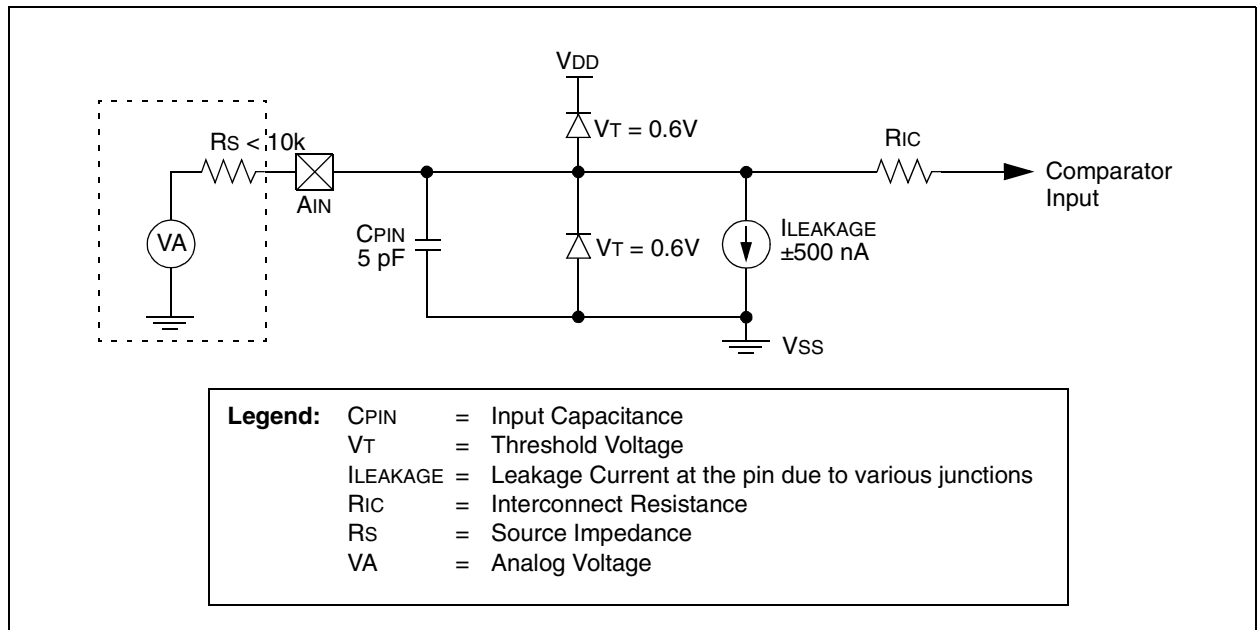 VDD
VT = 0.6V
RS < 10k
RIC
AIN
Comparator
Input
VA
CPIN
5 pF
VT = 0.6V
ILEAKAGE
±500 nA
VSS
Legend: CPIN = Input Capacitance
VT = Threshold Voltage
ILEAKAGE = Leakage Current at the pin due to various junctions
RIC = Interconnect Resistance
RS = Source Impedance
VA = Analog Voltage